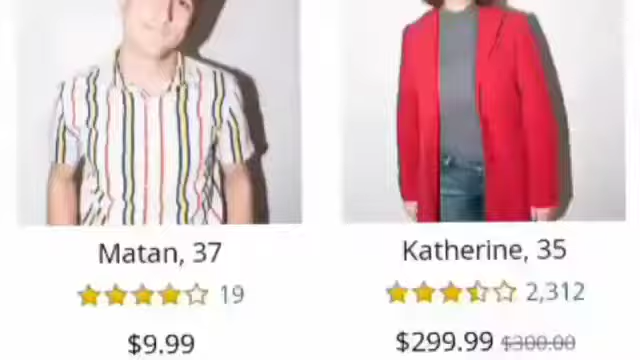 Matan, 37
19
$9.99
Katherine, 35
2,312
$299.99 $300.00